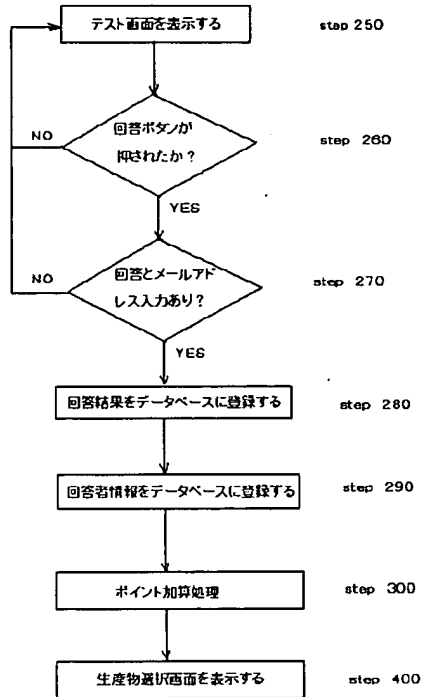 テスト画面を表示する
step 250
回答ボタンが
押されたか?
step 260
NO
YES
回答とメールアド
レス入力あり?
step 270
NO
YES
回答結果をデータベースに登録する
step 280
回答者情報をデータベースに登録する
step 290
ポイント加算処理
step 300
生産物選択画面を表示する
step 400